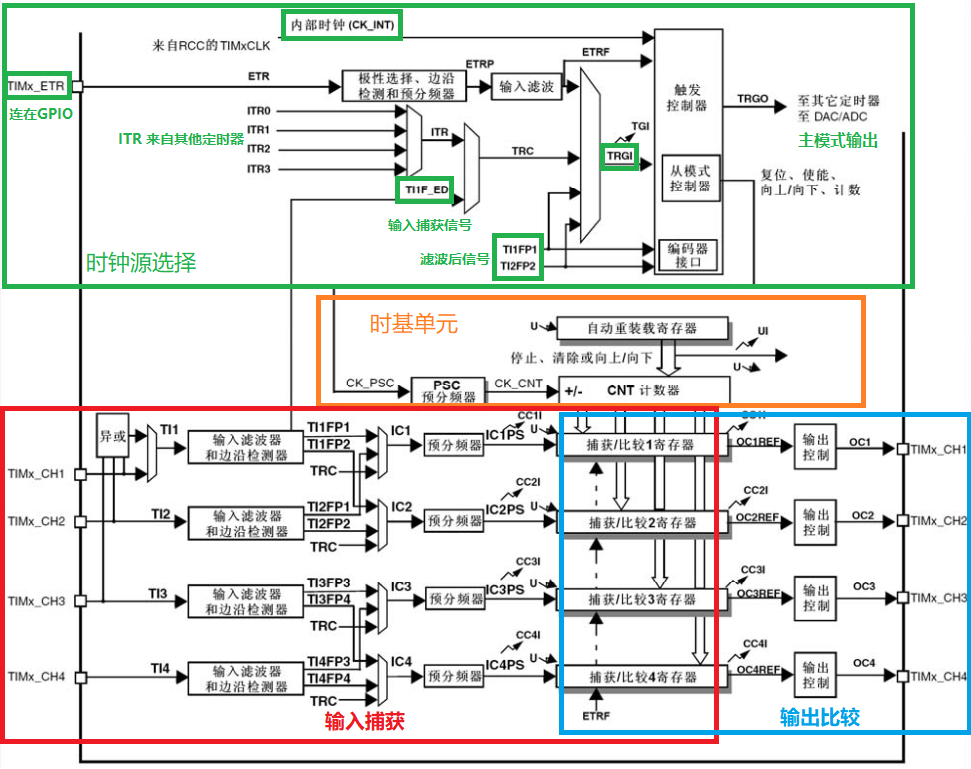 内部时钟 (CK_INT)
来自RCC的TIMxCLK
TIMx_ETR
连在GPIO
ETR
极性选择、边沿
检测和预分频器
ETRP
输入滤波
ETRF
触发
控制器
TRGO
至其它定时器
至 DAC/ADC
主模式输出
ITR0
ITR1
ITR2
ITR3
ITR 来自其他定时器
ITR
TRC
TI1F_ED
输入捕获信号
TGI
TRGI
从模式
控制器
复位、使能、
向上/向下、计数
滤波后信号
TI1FP1
TI2FP2
编码器
接口
时钟源选择
时基单元
U
自动重装载寄存器
UI
停止、清除或向上/向下
U
CK_PSC
PSC
预分频器
CK_CNT
+/-
CNT 计数器
异或
TI1
输入滤波器
和边沿检测器
TI1FP1
TI1FP2
TRC
IC1
预分频器
CC1I
IC1PS
U
捕获/比较1寄存器
CC1I
OC1REF
输出
控制
OC1
TIMx_CH1
TIMx_CH1
TIMx_CH2
TI2
输入滤波器
和边沿检测器
TI2FP1
TI2FP2
TRC
IC2
预分频器
CC2I
IC2PS
U
捕获/比较2寄存器
CC2I
OC2REF
输出
控制
OC2
TIMx_CH2
TIMx_CH3
TI3
输入滤波器
和边沿检测器
TI3FP3
TI3FP4
TRC
IC3
预分频器
CC3I
IC3PS
U
捕获/比较3寄存器
CC3I
OC3REF
输出
控制
OC3
TIMx_CH3
TIMx_CH4
TI4
输入滤波器
和边沿检测器
TI4FP3
TI4FP4
TRC
IC4
预分频器
CC4I
IC4PS
U
捕获/比较4寄存器
CC4I
OC4REF
输出
控制
OC4
TIMx_CH4
ETRF
输入捕获
输出比较